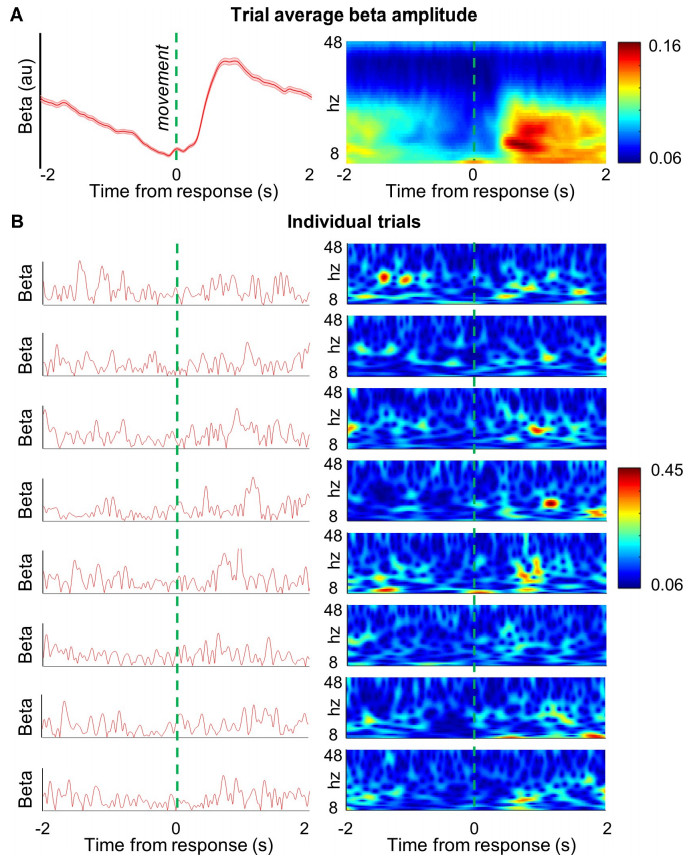 A
Trial average beta amplitude
Beta (au)
movement
-2 0 2
Time from response (s)
48
hz
8
-2 0 2
Time from response (s)
0.16
0.06
B
Individual trials
Beta
48
hz
8
Beta
48
hz
8
Beta
48
hz
8
Beta
48
hz
8
0.45
0.06
Beta
48
hz
8
Beta
48
hz
8
Beta
48
hz
8
Beta
48
hz
8
-2 0 2
Time from response (s)
-2 0 2
Time from response (s)